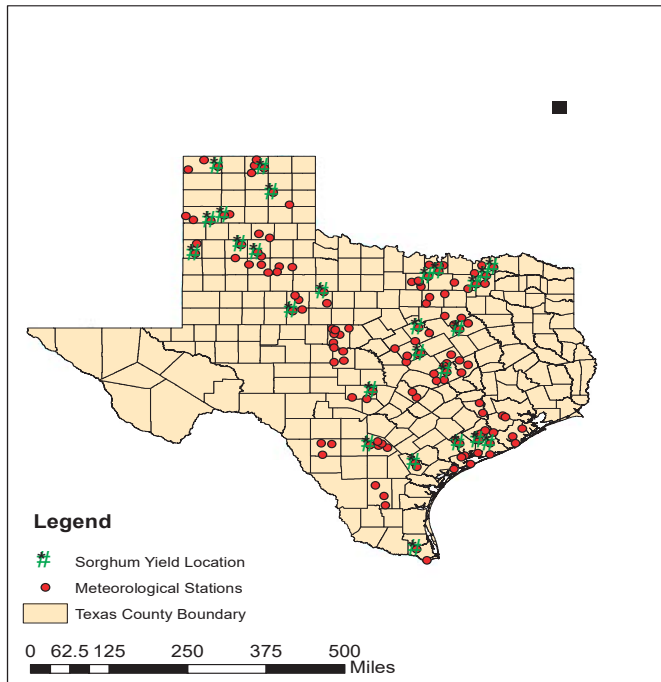 Legend
Sorghum Yield Location
Meteorological Stations
Texas County Boundary
0 62.5 125 250 375 500
Miles